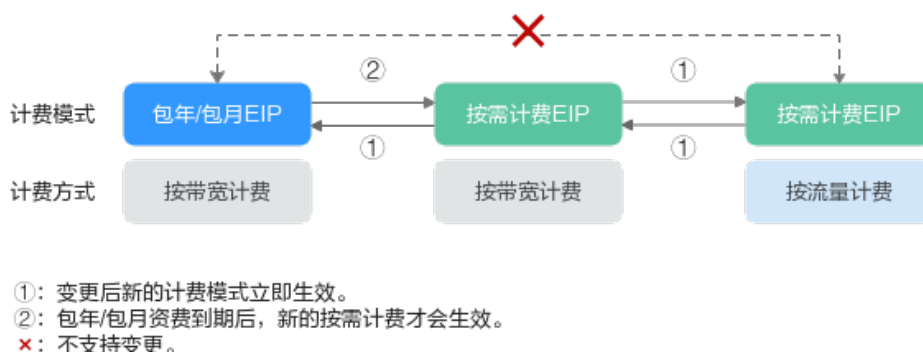 ② ①
计费模式 包年/包月EIP 按需计费EIP 按需计费EIP
① ①
计费方式 按带宽计费 按带宽计费 按流量计费
①：变更后新的计费模式立即生效。
②：包年/包月资费到期后，新的按需计费才会生效。
×：不支持变更。